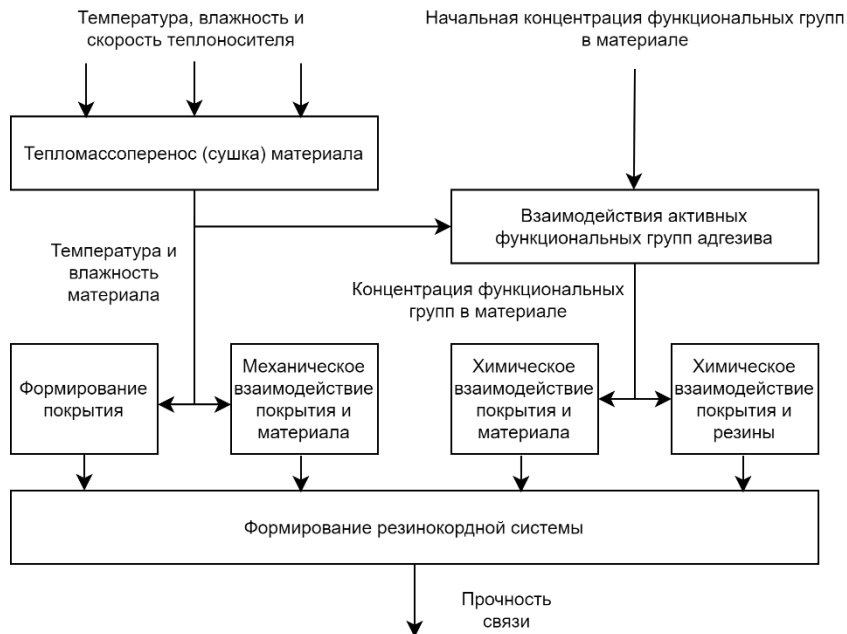 Температура, влажность и
скорость теплоносителя
Начальная концентрация функциональных групп
в материале
Тепломассоперенос (сушка) материала
Взаимодействия активных
функциональных групп адгезива
Температура и
влажность
материала
Концентрация функциональных
групп в материале
Формирование
покрытия
Механическое
взаимодействие
покрытия и
материала
Химическое
взаимодействие
покрытия и
материала
Химическое
взаимодействие
покрытия и
резины
Формирование резинокордной системы
Прочность
связи